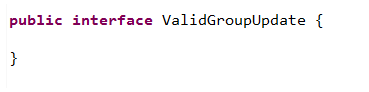 public interface ValidGroupUpdate {
}